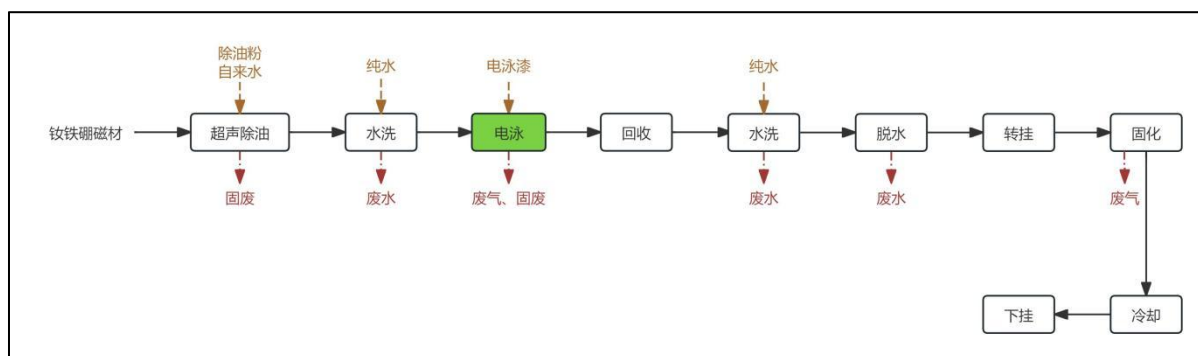 除油粉
自来水
纯水
电泳漆
纯水
钕铁硼磁材
超声除油
水洗
电泳
回收
水洗
脱水
转挂
固化
固废
废水
废气、固废
废水
废水
废气
下挂
冷却